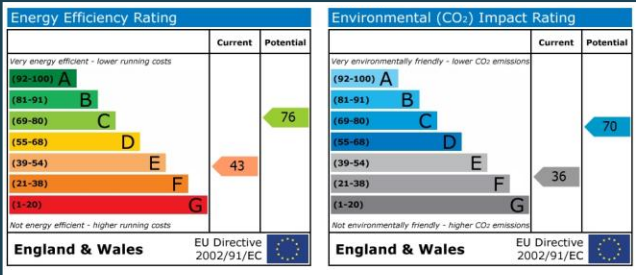 Energy Efficiency Rating
Current Potential
Very energy efficient - lower running costs
(92-100) A
(81-91) B
(69-80) C
76
(55-68) D
(39-54) E
43
(21-38) F
(1-20) G
Not energy efficient - higher running costs
England & Wales
EU Directive
2002/91/EC
Environmental (CO₂) Impact Rating
Current Potential
Very environmentally friendly - lower CO₂ emissions
(92-100) A
(81-91) B
(69-80) C
70
(55-68) D
(39-54) E
(21-38) F
36
(1-20) G
Not environmentally friendly - higher CO₂ emissions
England & Wales
EU Directive
2002/91/EC